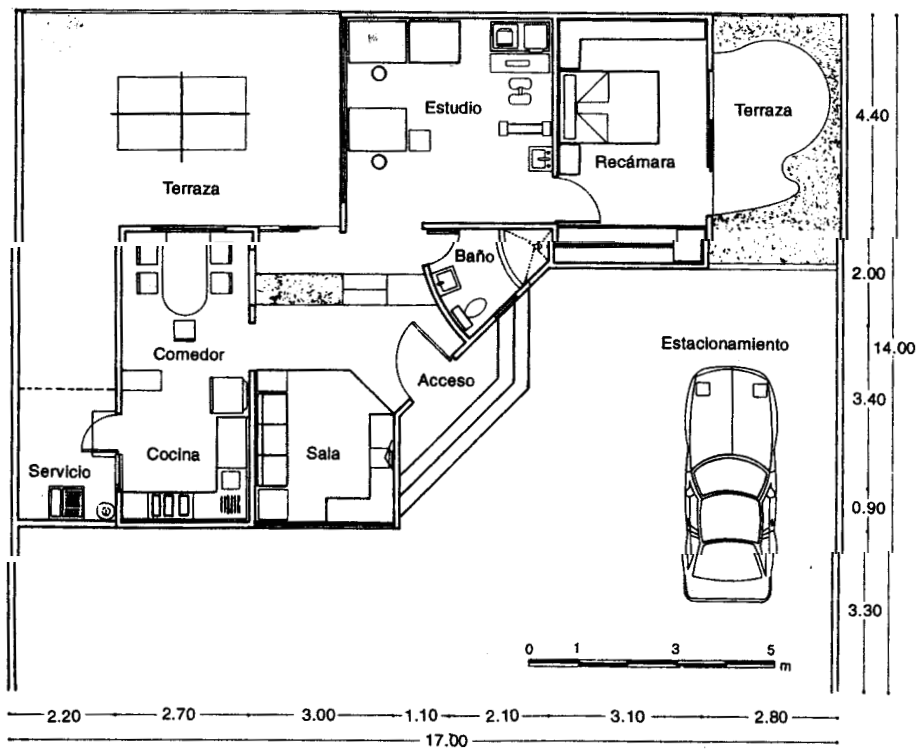 Estudio
Terraza
4.40
Recámara
Terraza
Baño
2.00
Estacionamiento
14.00
Comedor
Acceso
3.40
Cocina
Sala
Servicio
0.90
3.30
0 1 3 5
m
2.20 2.70 3.00 1.10 2.10 3.10 2.80
17.00